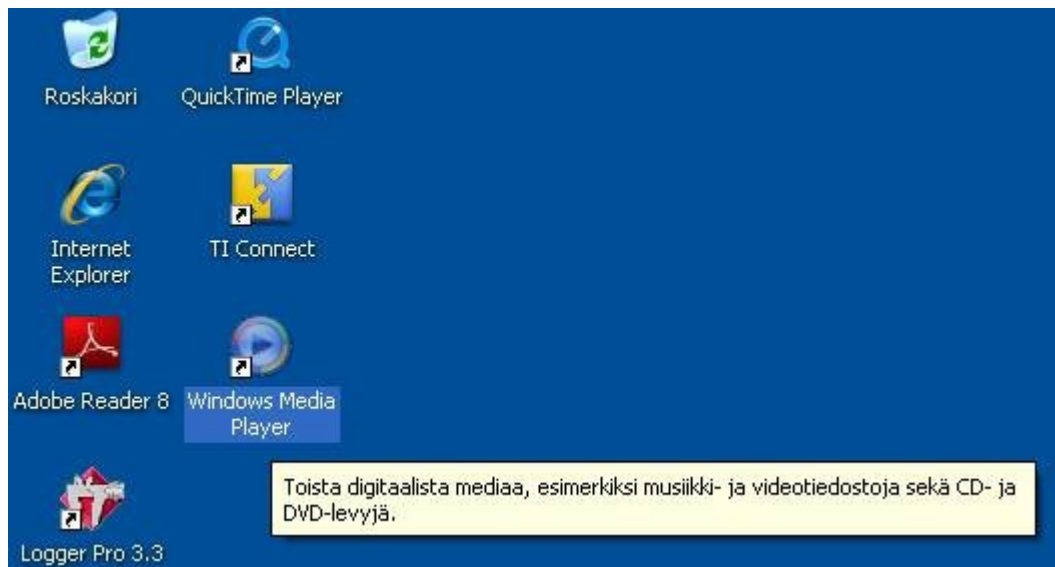 Roskakori
QuickTime Player
Internet
Explorer
TI Connect
Adobe Reader 8
Windows Media
Player
Toista digitaalista mediaa, esimerkiksi musiikki- ja videotiedostoja sekä CD- ja
DVD-levyjä.
Logger Pro 3.3